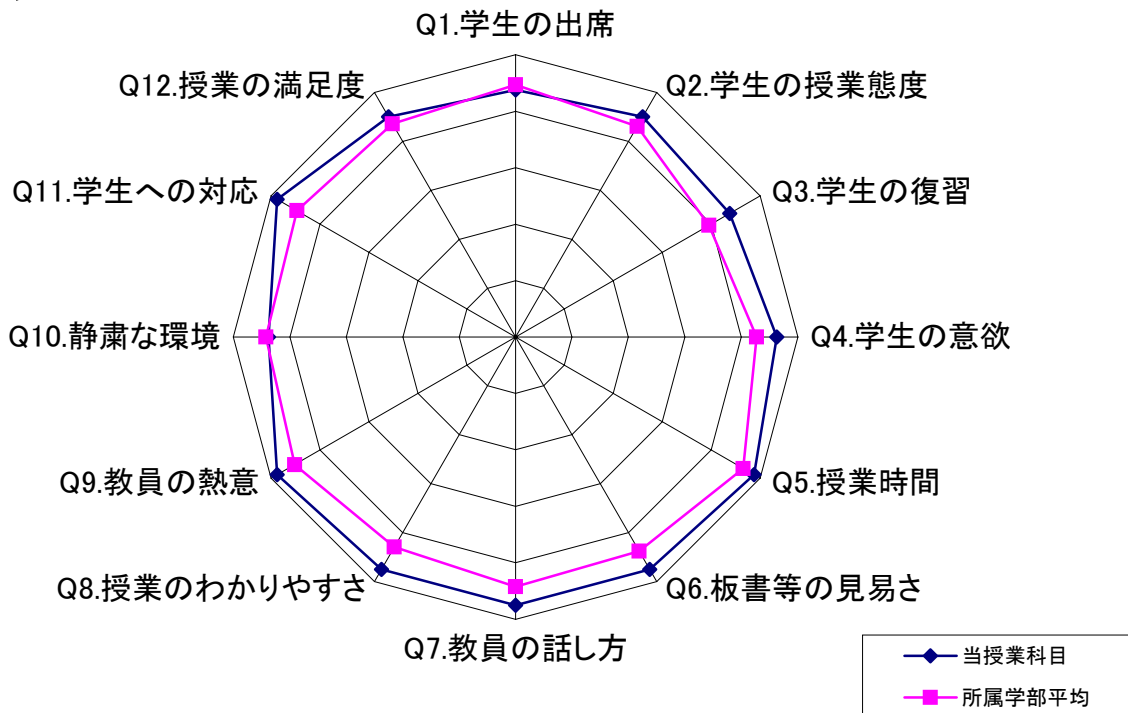 Q1.学生の出席
Q2.学生の授業態度
Q3.学生の復習
Q4.学生の意欲
Q5.授業時間
Q6.板書等の見易さ
Q7.教員の話し方
Q8.授業のわかりやすさ
Q9.教員の熱意
Q10.静粛な環境
Q11.学生への対応
Q12.授業の満足度
当授業科目
所属学部平均